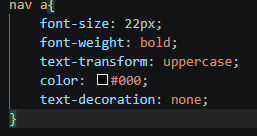 nav a{
font-size: 22px;
font-weight: bold;
text-transform: uppercase;
color: #000;
text-decoration: none;
}